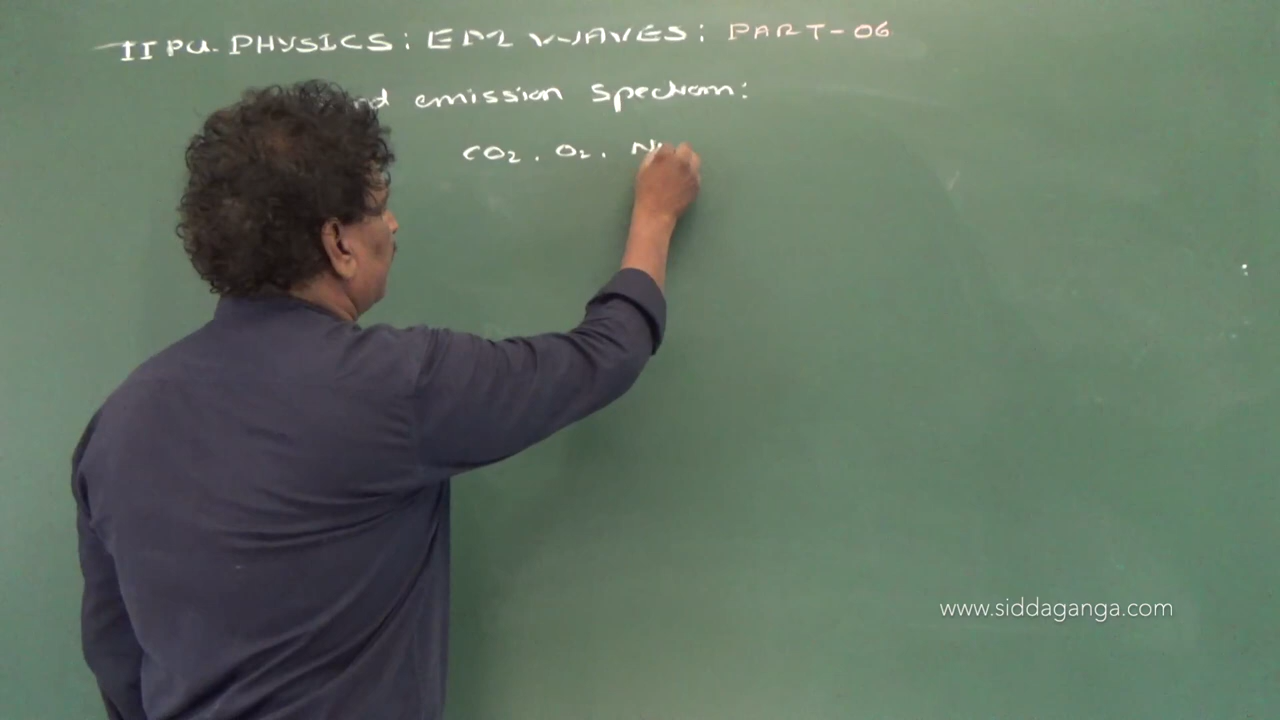 II PU. PHYSICS: EM WAVES: PART-06
emission Spectrum:
CO2, O2, N
www.siddaganga.com